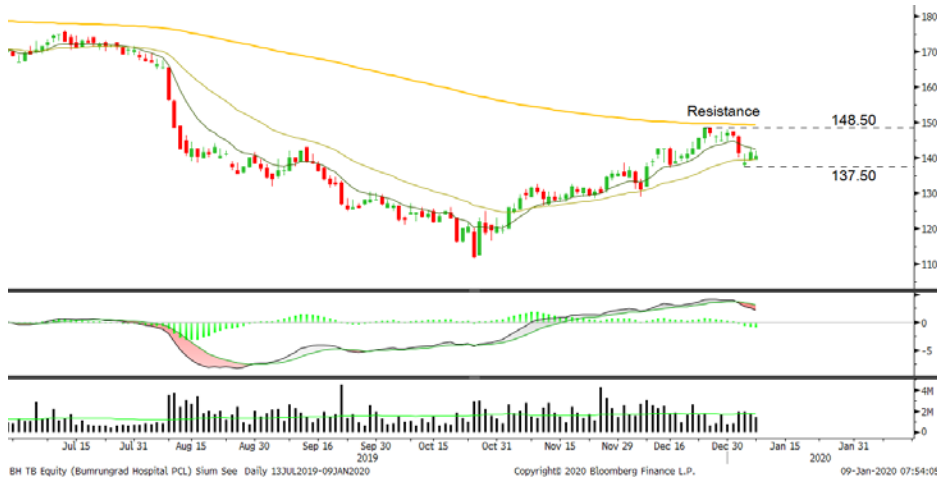 180
170
Resistance
160
150
148.50
140
137.50
130
120
110
0
-5
4M
2M
0
Jul 15 Jul 31 Aug 15 Aug 30 Sep 16 Sep 30 Oct 15 Oct 31 Nov 15 Nov 29 Dec 16 Dec 30 Jan 15 Jan 31
2019 2020
BH TB Equity (Bumrungrad Hospital PCL) Sium See Daily 13JUL2019-09JAN2020 Copyright© 2020 Bloomberg Finance L.P. 09-Jan-2020 07:54:05